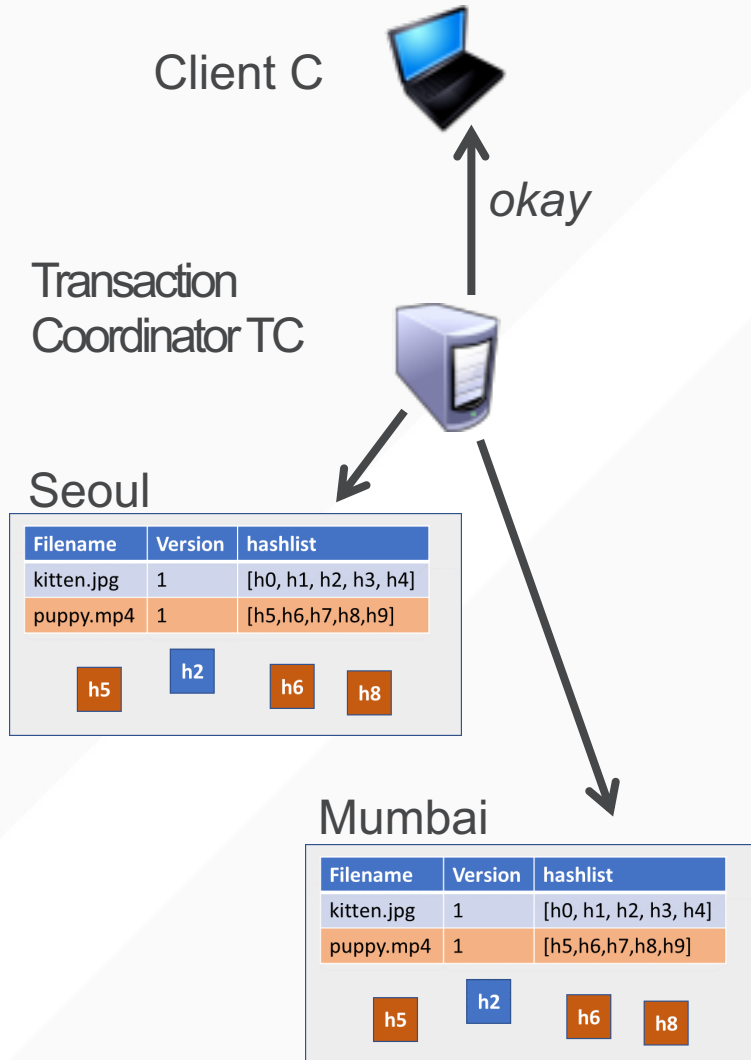 Client C
okay
Transaction
Coordinator TC
Seoul
Filename Version hashlist
kitten.jpg 1 [h0, h1, h2, h3, h4]
puppy.mp4 1 [h5,h6,h7,h8,h9]
h5 h2 h6 h8
Mumbai
Filename Version hashlist
kitten.jpg 1 [h0, h1, h2, h3, h4]
puppy.mp4 1 [h5,h6,h7,h8,h9]
h5 h2 h6 h8